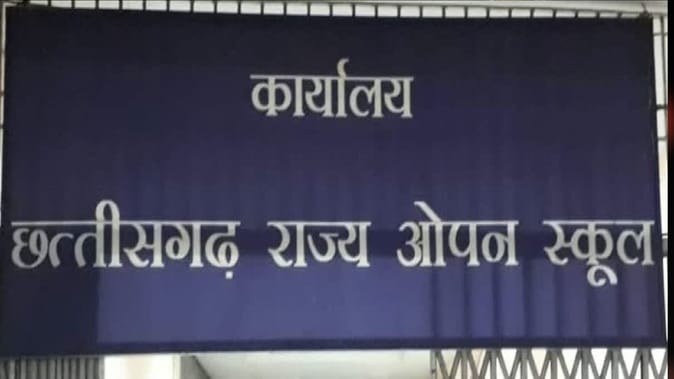 कार्यालय
छत्तीसगढ़ राज्य ओपन स्कूल